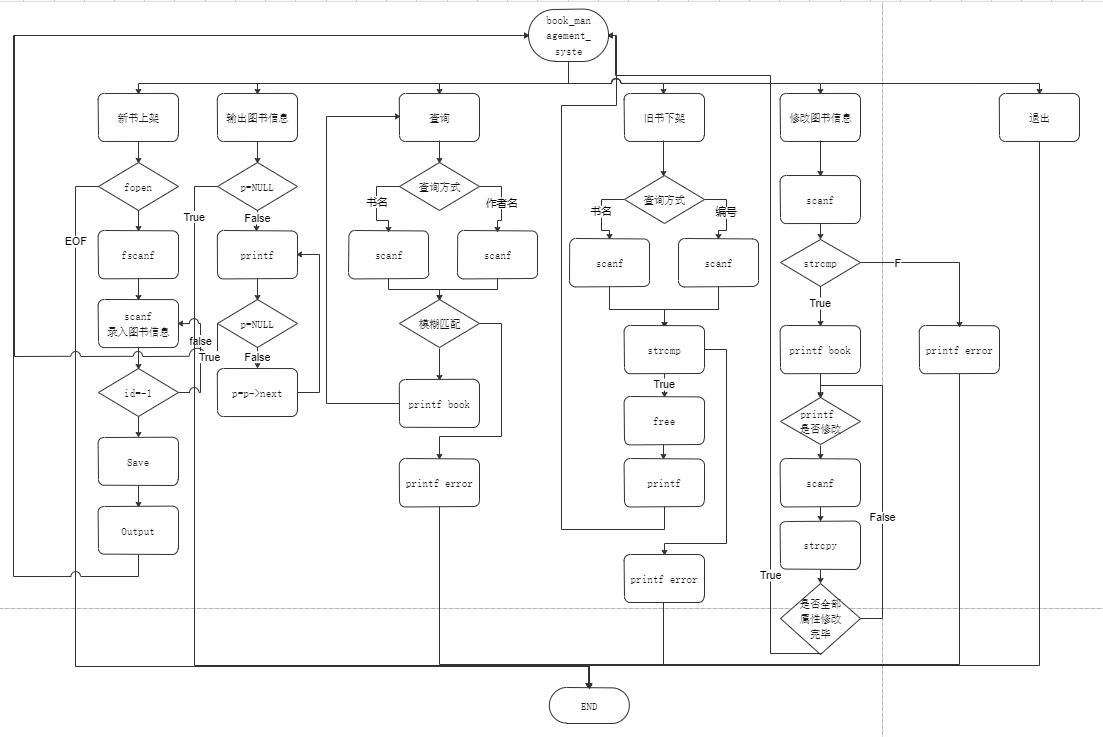 book_man
agement_
syste
新书上架
输出图书信息
查询
旧书下架
修改图书信息
退出
fopen
p=NULL
查询方式
查询方式
scanf
True
False
书名
作者名
书名
编号
EOF
fscanf
printf
scanf
scanf
scanf
scanf
strcmp
F
True
scanf
录入图书信息
p=NULL
模糊匹配
false
True
False
strcmp
printf book
printf error
True
id=-1
p=p->next
printf book
free
printf
是否修改
Save
printf error
printf
scanf
False
Output
strcpy
printf error
True
是否全部
属性修改
完毕
END